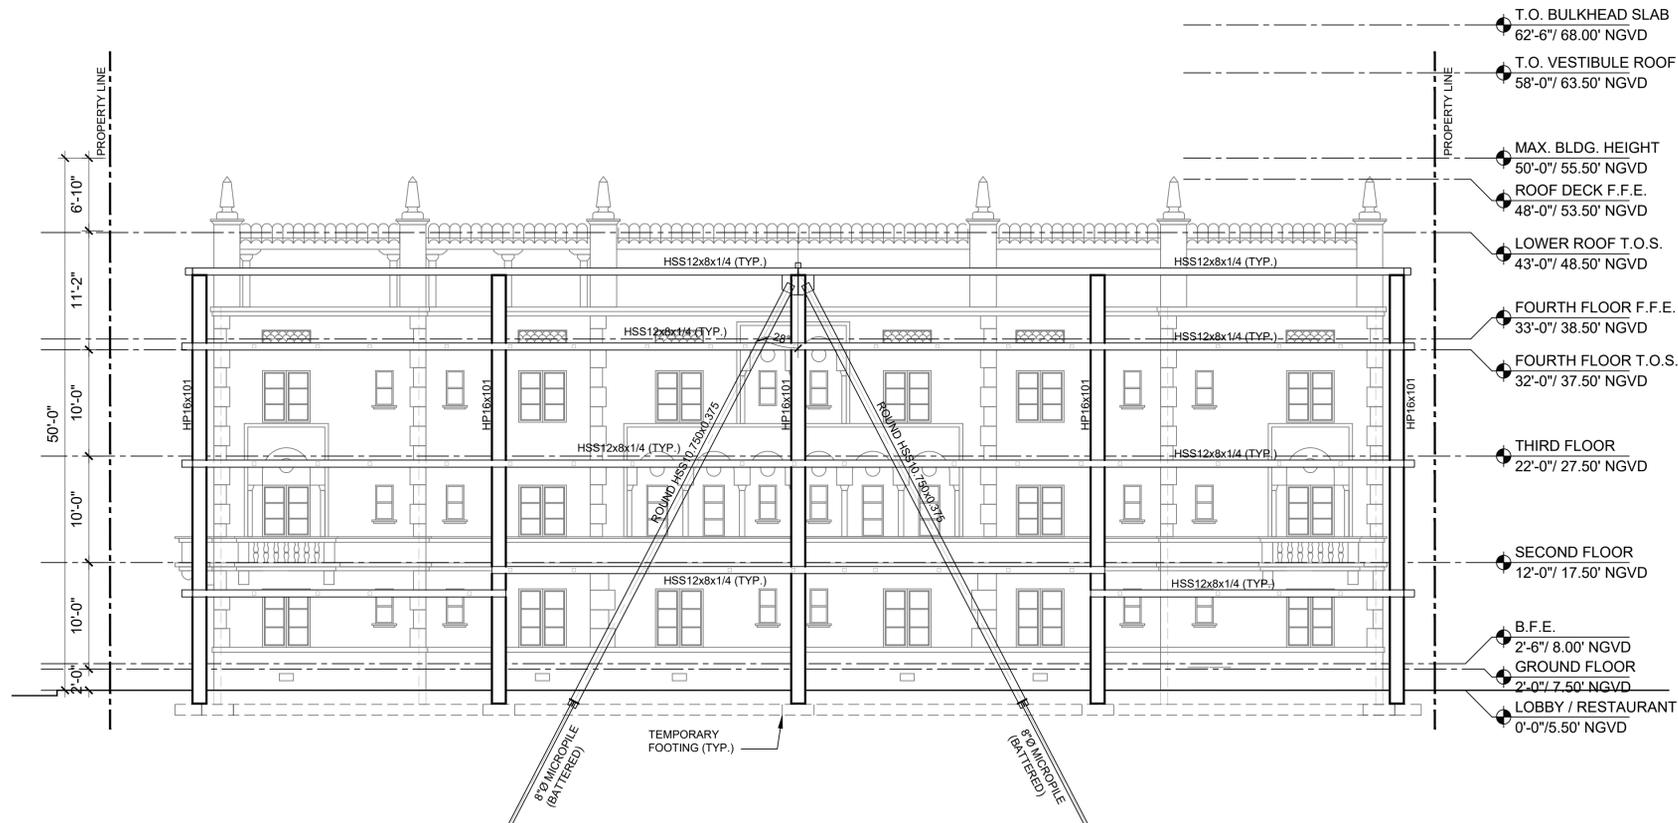 T.O. BULKHEAD SLAB
62'-6"/ 68.00' NGVD
T.O. VESTIBULE ROOF
58'-0"/ 63.50' NGVD
PROPERTY LINE
PROPERTY LINE
MAX. BLDG. HEIGHT
50'-0"/ 55.50' NGVD
ROOF DECK F.F.E.
48'-0"/ 53.50' NGVD
LOWER ROOF T.O.S.
43'-0"/ 48.50' NGVD
FOURTH FLOOR F.F.E.
33'-0"/ 38.50' NGVD
FOURTH FLOOR T.O.S.
32'-0"/ 37.50' NGVD
THIRD FLOOR
22'-0"/ 27.50' NGVD
SECOND FLOOR
12'-0"/ 17.50' NGVD
B.F.E.
2'-6"/ 8.00' NGVD
GROUND FLOOR
2'-0"/ 7.50' NGVD
LOBBY / RESTAURANT
0'-0"/5.50' NGVD
6'-10"
11'-2"
10'-0"
50'-0"
10'-0"
10'-0"
2'-0"
HSS12x8x1/4 (TYP.)
HSS12x8x1/4 (TYP.)
HSS12x8x1/4 (TYP.)
HSS12x8x1/4 (TYP.)
28°
HP16x101
HP16x101
HP16x101
HP16x101
HP16x101
ROUND HSS10.750x0.375
ROUND HSS10.750x0.375
HSS12x8x1/4 (TYP.)
HSS12x8x1/4 (TYP.)
HSS12x8x1/4 (TYP.)
HSS12x8x1/4 (TYP.)
TEMPORARY
FOOTING (TYP.)
8"Ø MICROPILE
(BATTERED)
8"Ø MICROPILE
(BATTERED)